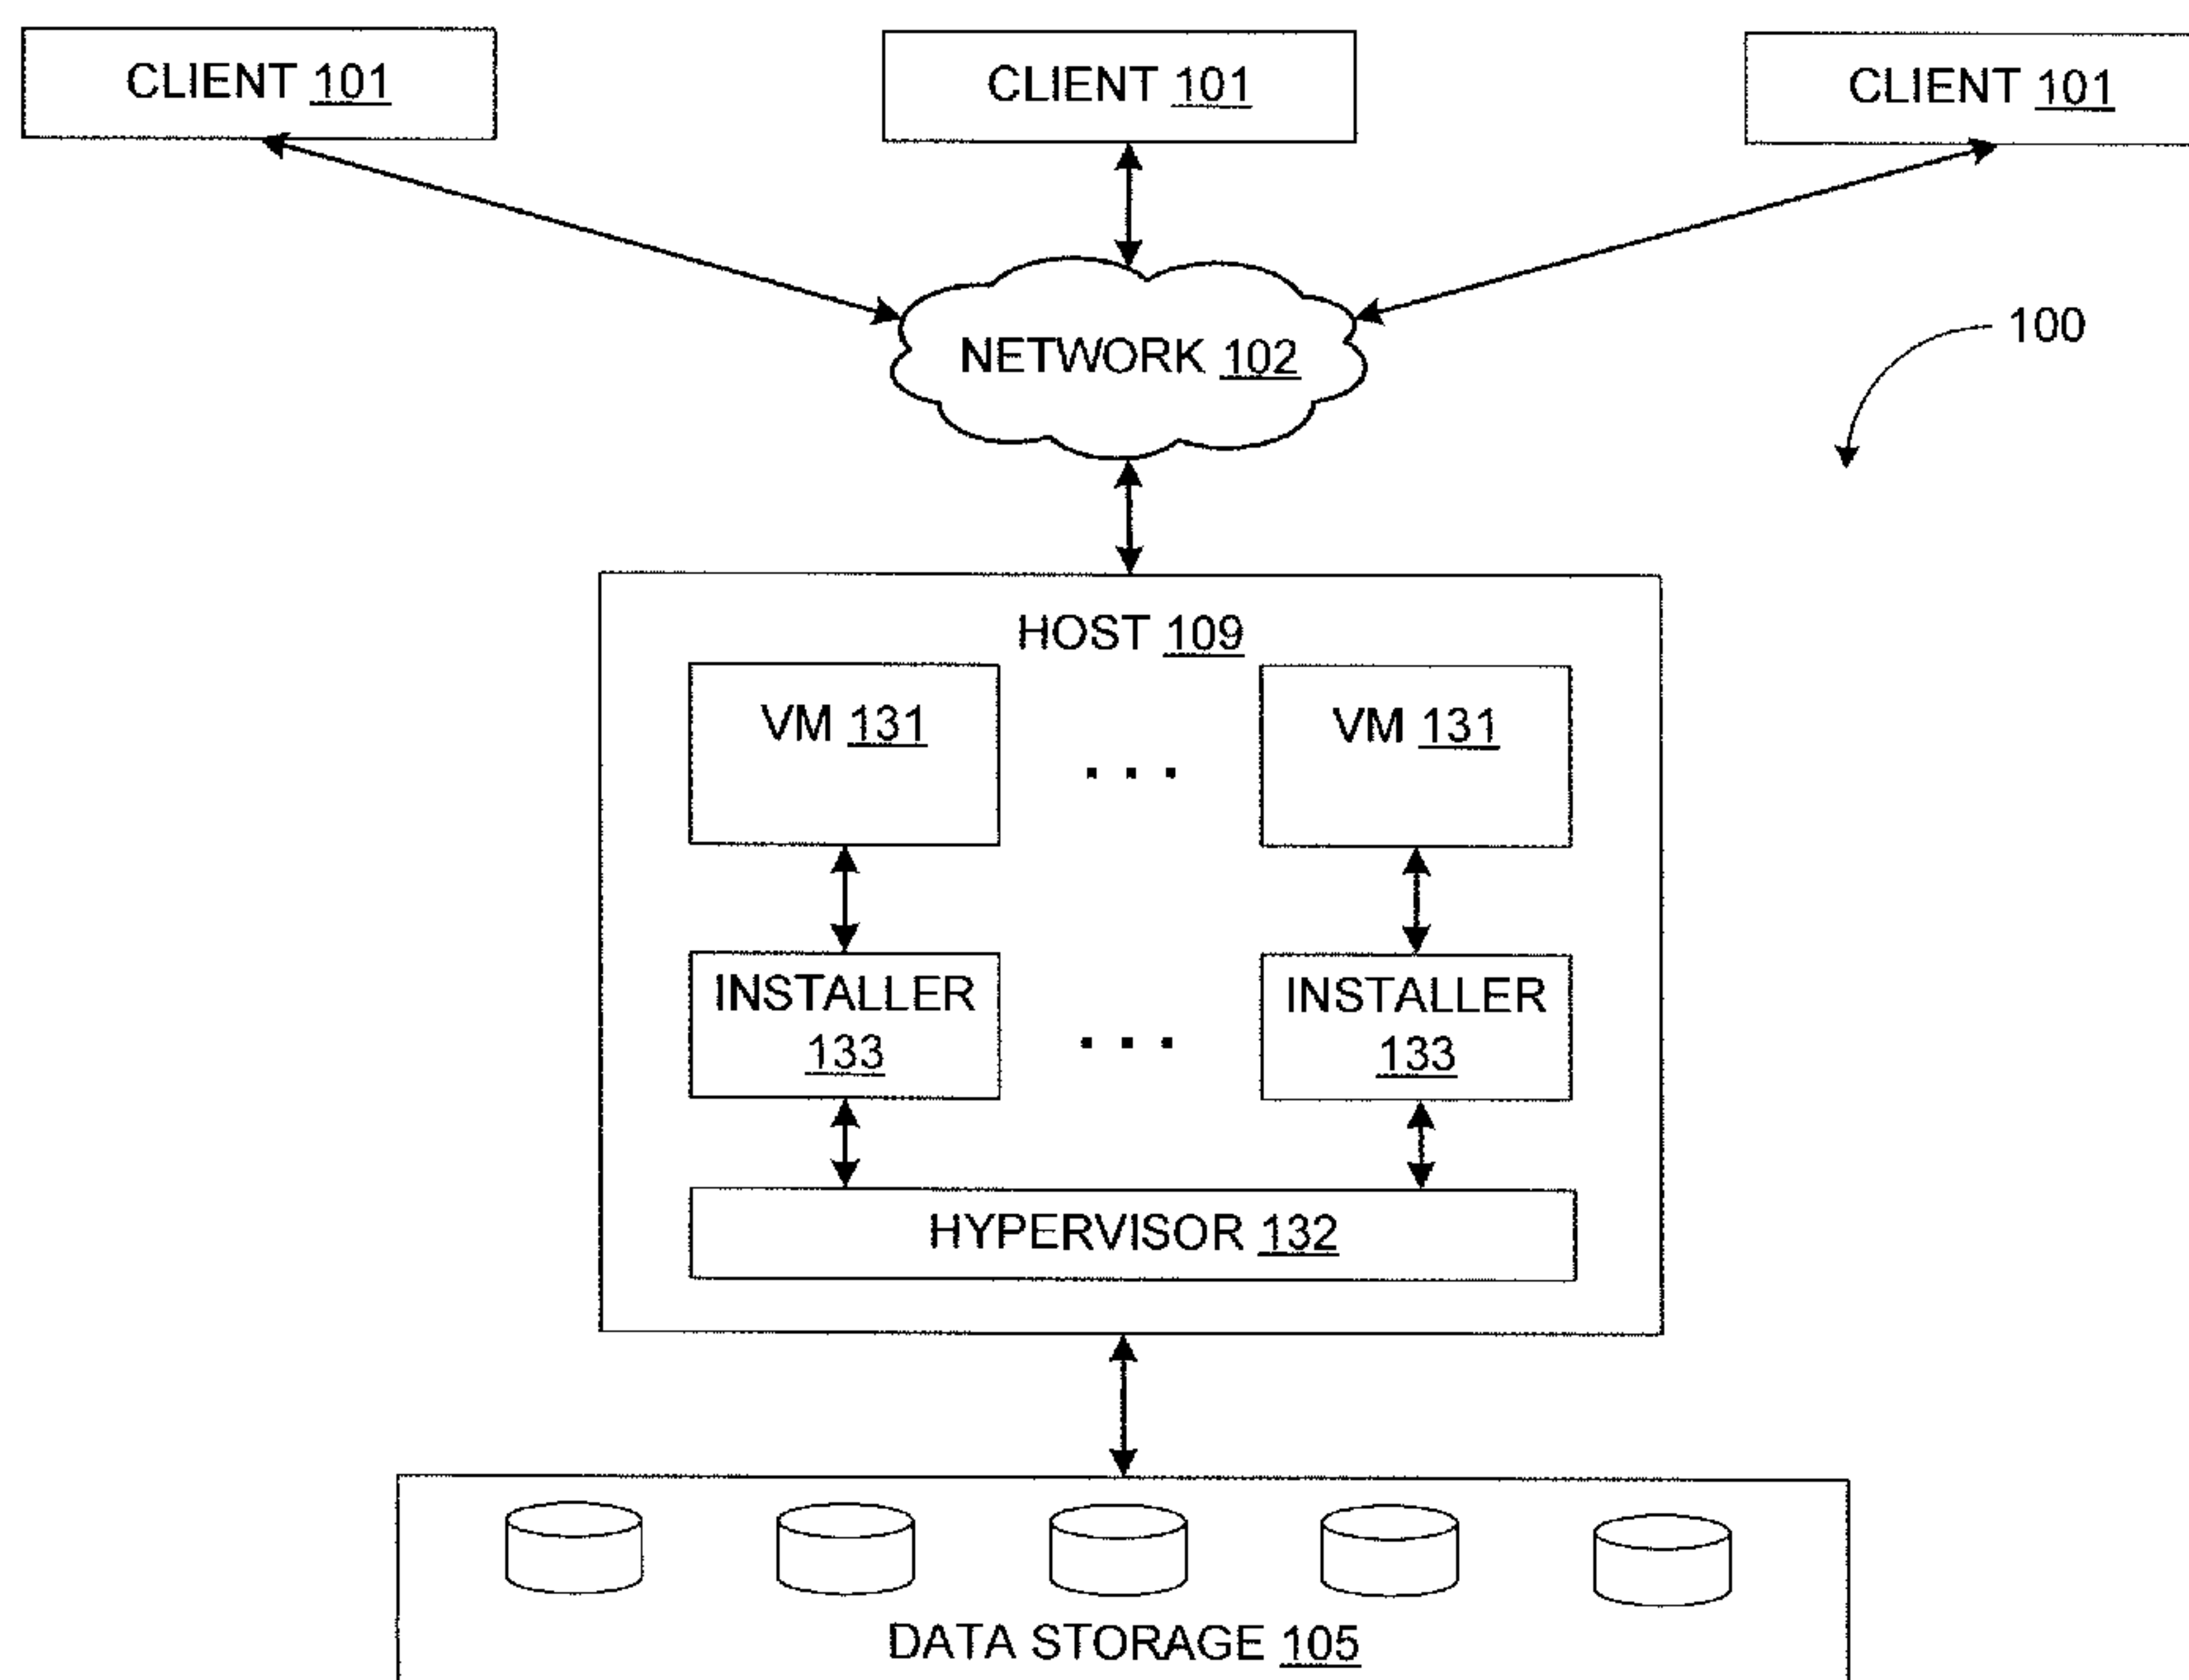 CLIENT 101
CLIENT 101
CLIENT 101
NETWORK 102
100
HOST 109
VM 131
VM 131
. . .
INSTALLER
133
INSTALLER
133
. . .
HYPERVISOR 132
DATA STORAGE 105